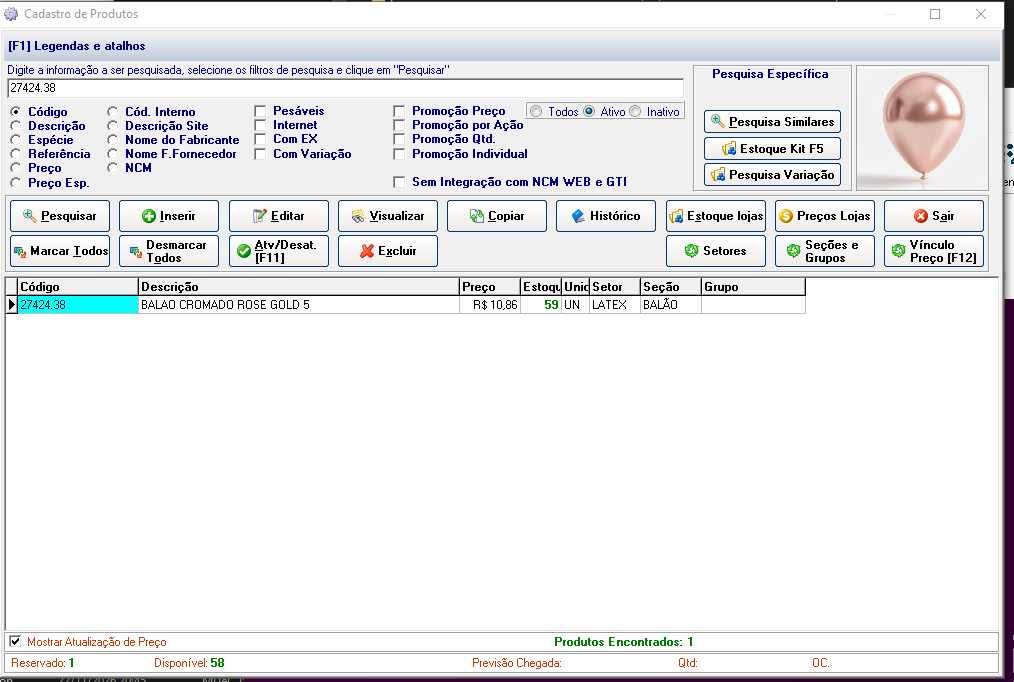 Cadastro de Produtos
[F1] Legendas e atalhos
Digite a informação a ser pesquisada, selecione os filtros de pesquisa e clique em "Pesquisar"
27424.38
Código Cód. Interno Pesáveis Promoção Preço Todos Ativo Inativo
Descrição Descrição Site Internet Promoção por Ação
Espécie Nome do Fabricante Com EX Promoção Qtd.
Referência Nome F.Fornecedor Com Variação Promoção Individual
Preço NCM
Preço Esp. Sem Integração com NCM WEB e GTI
Pesquisa Específica
Pesquisa Similares
Estoque Kit F5
Pesquisa Variação
Pesquisar Inserir Editar Visualizar Copiar Histórico Estoque lojas Preços Lojas Sair
Marcar Todos Desmarcar Todos Atv/Desat. [F11] Excluir Setores Seções e Grupos Vínculo Preço [F12]
Código Descrição Preço Estoqu Unid Setor Seção Grupo
27424.38 BALAO CROMADO ROSE GOLD 5 R$ 10,86 59 UN LATEX BALÃO
Mostrar Atualização de Preço Produtos Encontrados: 1
Reservado: 1 Disponível: 58 Previsão Chegada: Qtd: OC.